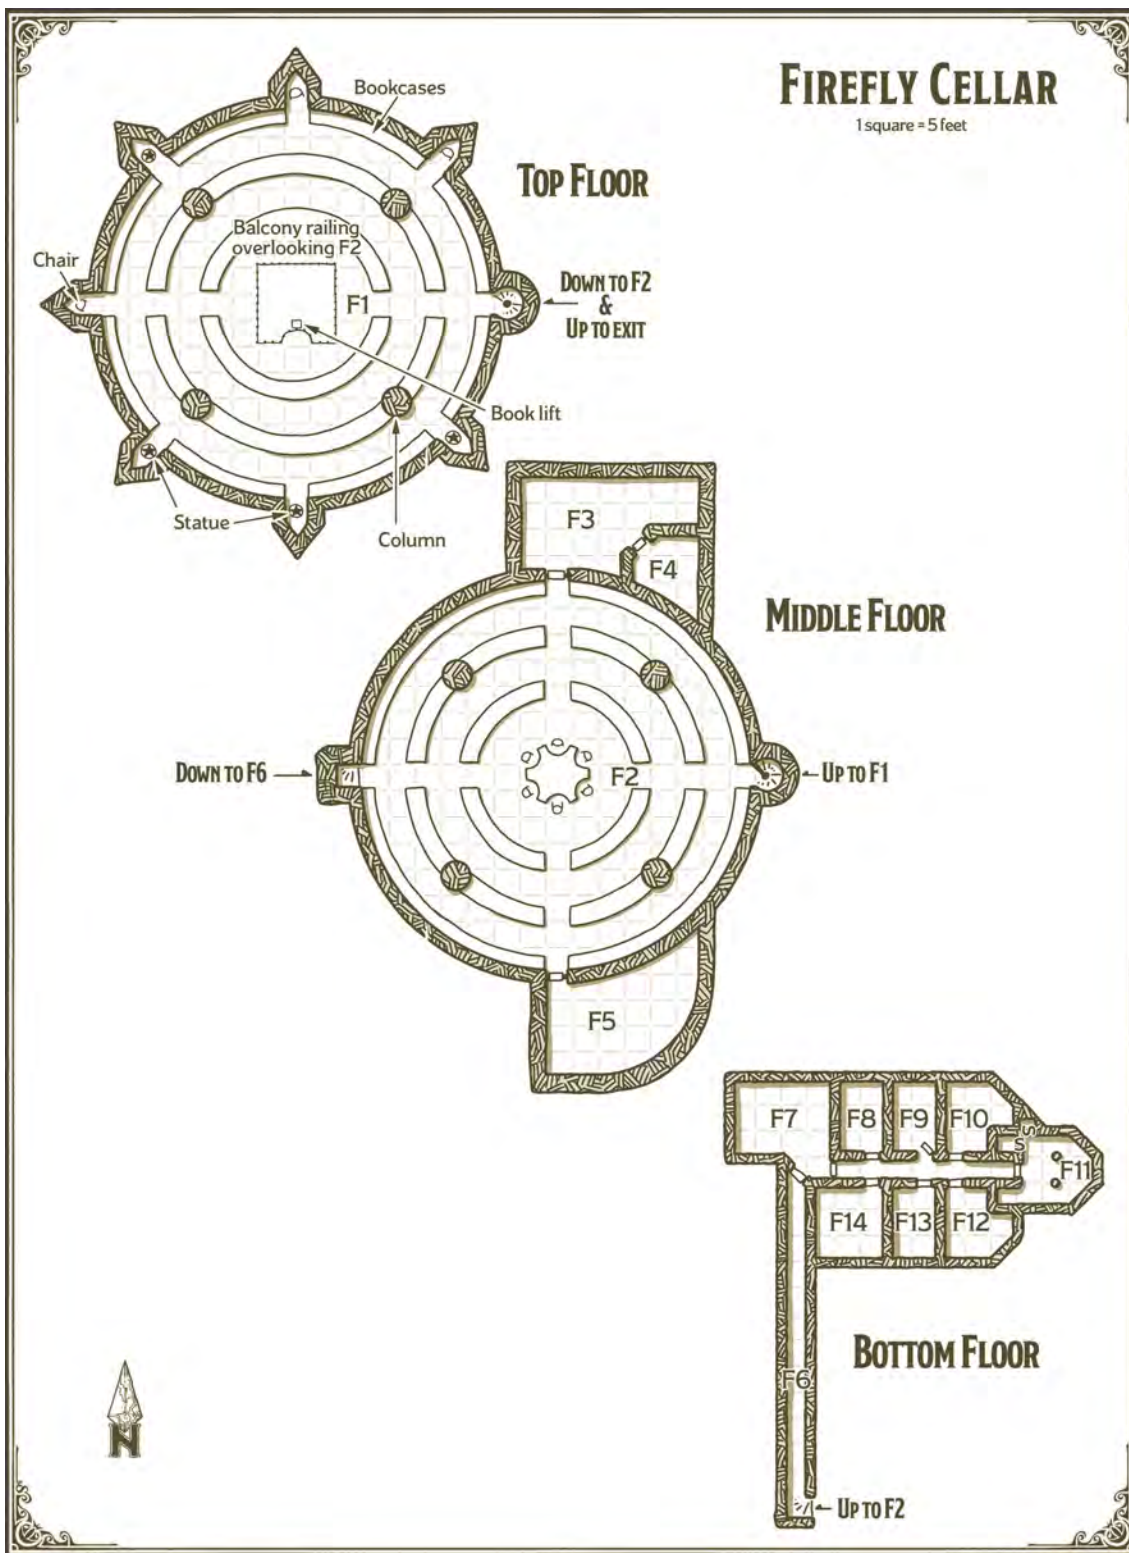 FIREFLY CELLAR
1 square = 5 feet
Bookcases
TOP FLOOR
Balcony railing
overlooking F2
Chair
F1
DOWN TO F2
&
UP TO EXIT
Book lift
Statue
Column
F3
F4
MIDDLE FLOOR
DOWN TO F6
F2
UP TO F1
F5
F7
F8
F9
F10
S
S
F11
F14
F13
F12
BOTTOM FLOOR
F6
UP TO F2
N